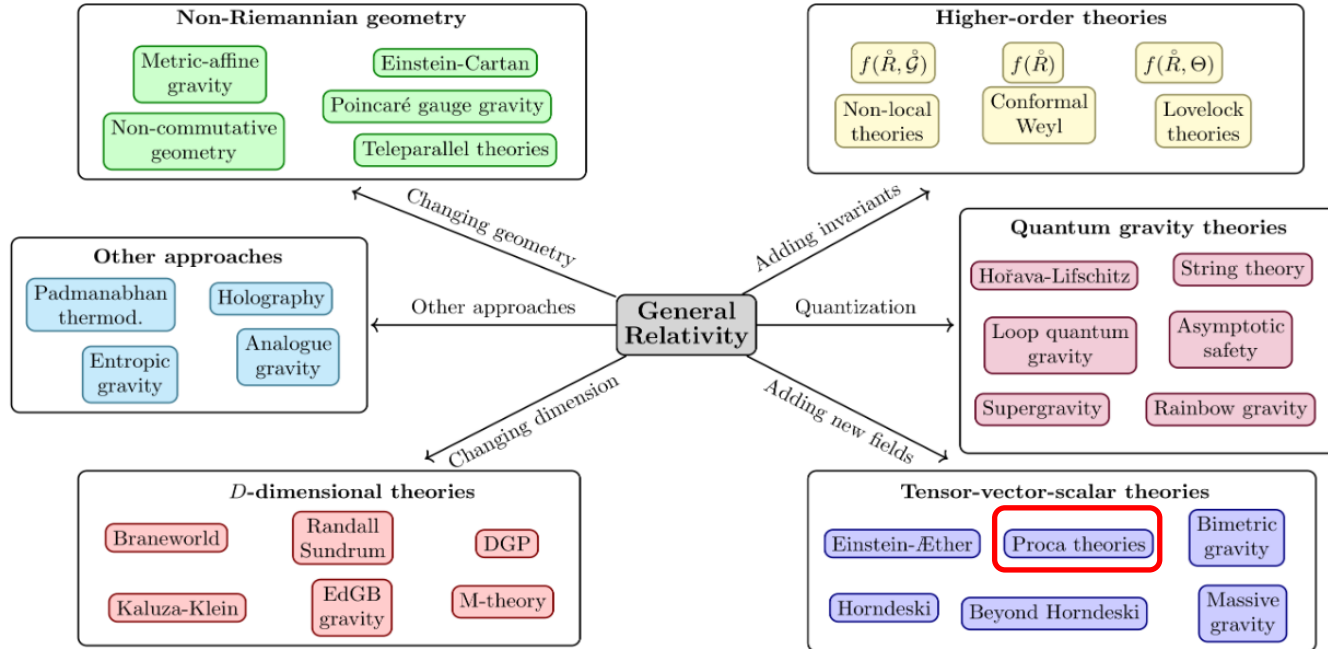 Non-Riemannian geometry
Metric-affine
gravity
Einstein-Cartan
Poincaré gauge gravity
Non-commutative
geometry
Teleparallel theories
Higher-order theories
f(R̊, 𝒢̊)
f(R̊)
f(R̊, Θ)
Non-local
theories
Conformal
Weyl
Lovelock
theories
Changing geometry
Adding invariants
Other approaches
Padmanabhan
thermod.
Holography
Entropic
gravity
Analogue
gravity
Other approaches
General
Relativity
Quantization
Quantum gravity theories
Hořava-Lifschitz
String theory
Loop quantum
gravity
Asymptotic
safety
Supergravity
Rainbow gravity
Changing dimension
Adding new fields
D-dimensional theories
Braneworld
Randall
Sundrum
DGP
Kaluza-Klein
EdGB
gravity
M-theory
Tensor-vector-scalar theories
Einstein-Æther
Proca theories
Bimetric
gravity
Horndeski
Beyond Horndeski
Massive
gravity